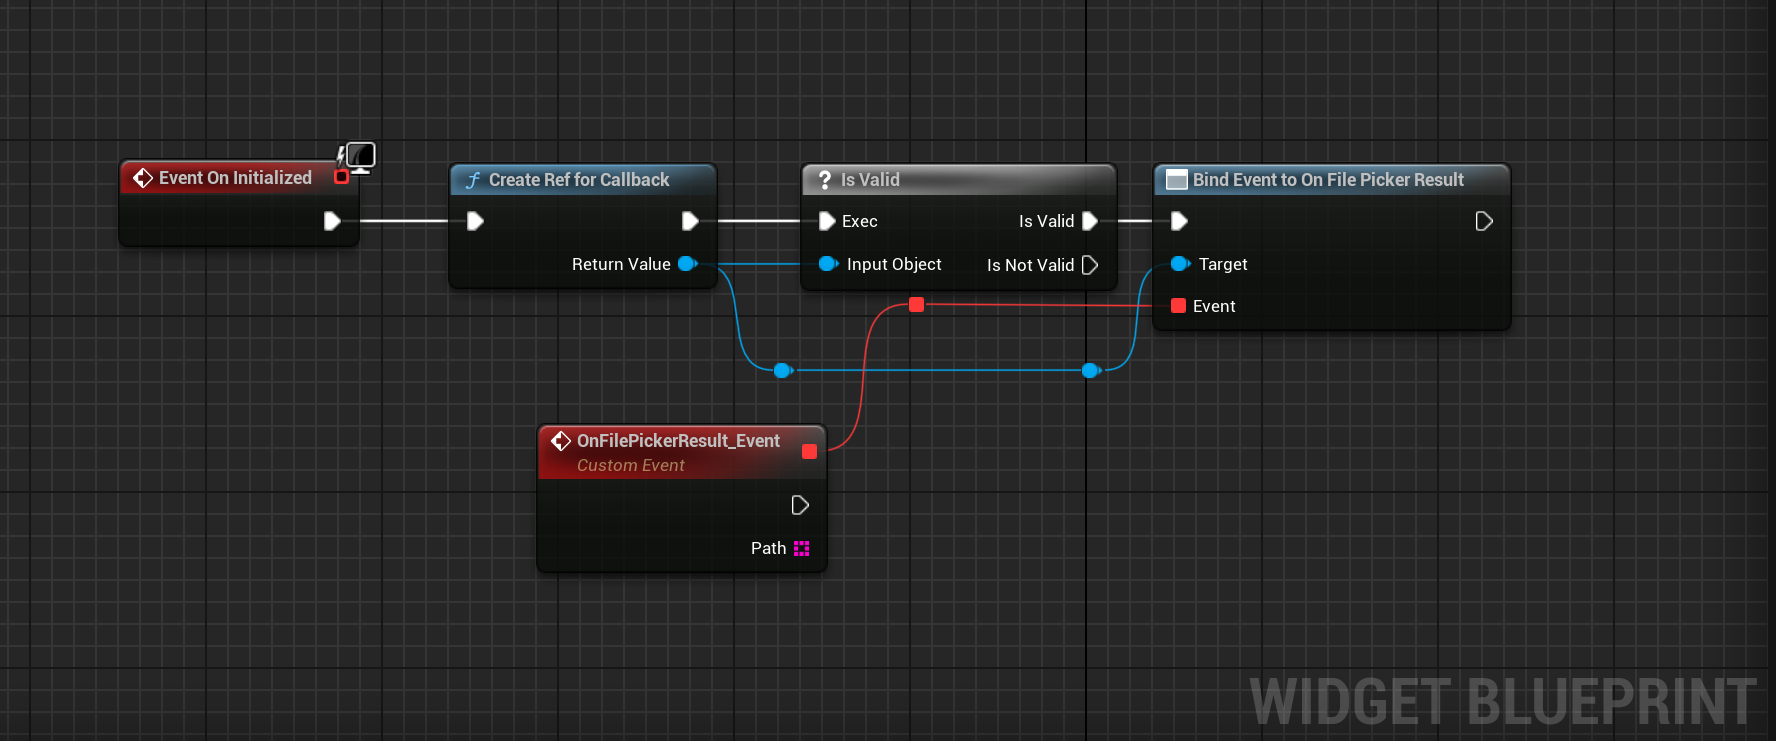 Event On Initialized
Create Ref for Callback
Return Value
? Is Valid
Exec
Is Valid
Input Object
Is Not Valid
Bind Event to On File Picker Result
Target
Event
OnFilePickerResult_Event
Custom Event
Path
WIDGET BLUEPRINT